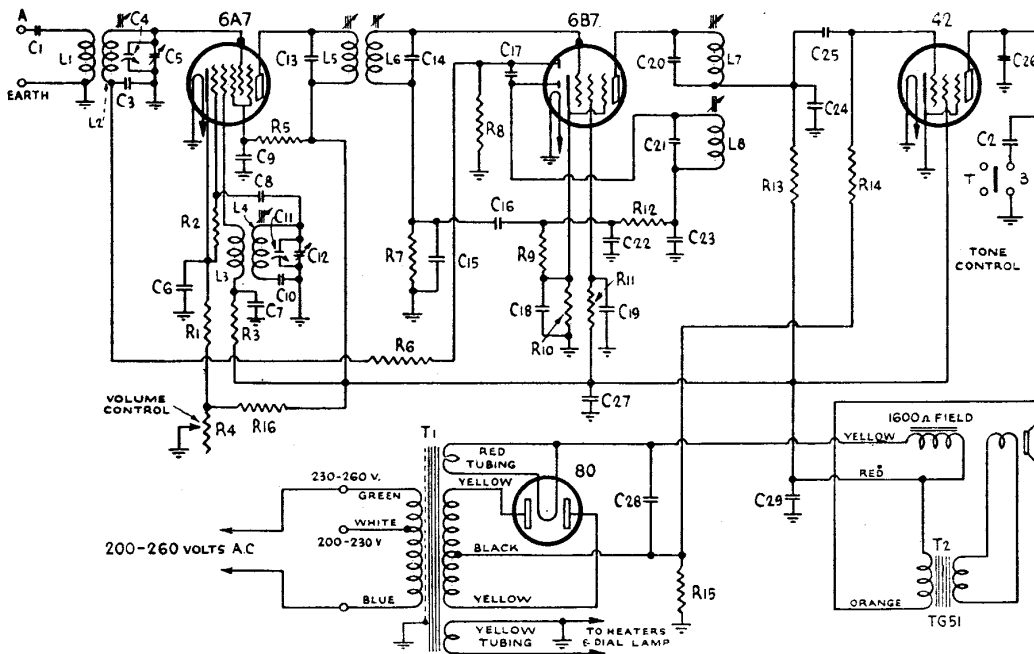 A
C1
L1
EARTH
C4
C5
C3
L2
6A7
C13
L5
L6
C14
R5
C9
C8
R2
L4
C11
C12
L3
C10
C6
C7
R1
R3
R7
C15
R6
VOLUME
CONTROL
R4
R16
6B7
C17
R8
C20
L7
C21
L8
C16
R12
R9
C22
C23
R11
C18
C19
R10
C27
42
C25
C24
C26
R13
R14
C2
T
B
TONE
CONTROL
T1
RED
TUBING
80
YELLOW
230-260 V.
GREEN
WHITE
200-230 V
200-260 VOLTS A.C
BLUE
BLACK
YELLOW
YELLOW
TUBING
TO HEATERS
& DIAL LAMP
C28
R15
1600Ω FIELD
YELLOW
RED
C29
T2
ORANGE
TG51